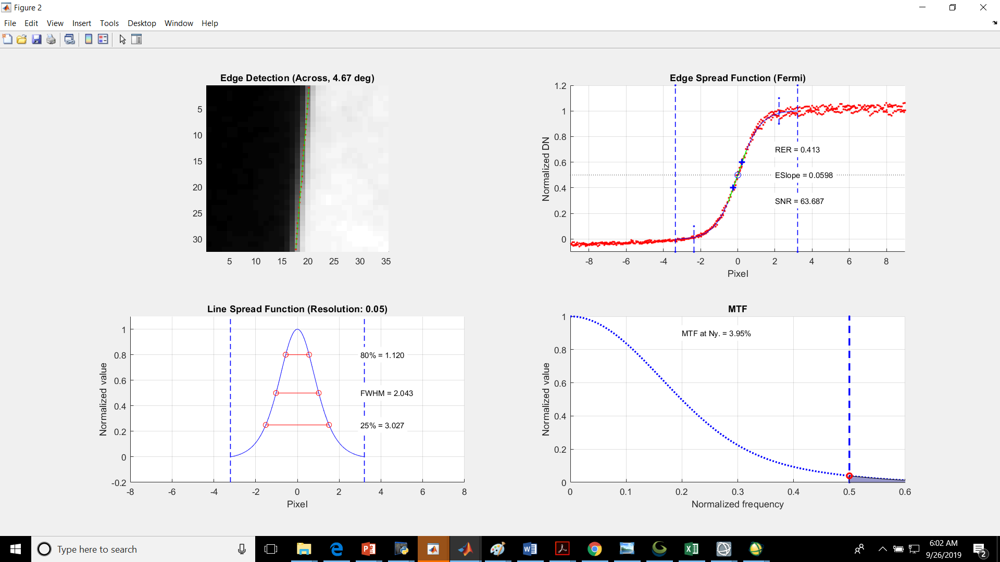 Figure 2
File Edit View Insert Tools Desktop Window Help
Edge Detection (Across, 4.67 deg)
5
10
15
20
25
30
5 10 15 20 25 30 35
Edge Spread Function (Fermi)
Normalized DN
1.2
1
0.8
0.6
0.4
0.2
0
RER = 0.413
ESlope = 0.0598
SNR = 63.687
-8 -6 -4 -2 0 2 4 6 8
Pixel
Line Spread Function (Resolution: 0.05)
Normalized value
1
0.8
0.6
0.4
0.2
0
-0.2
80% = 1.120
FWHM = 2.043
25% = 3.027
-8 -6 -4 -2 0 2 4 6 8
Pixel
MTF
Normalized value
1
0.8
0.6
0.4
0.2
0
MTF at Ny. = 3.95%
0 0.1 0.2 0.3 0.4 0.5 0.6
Normalized frequency
Type here to search
6:02 AM
9/26/2019
2